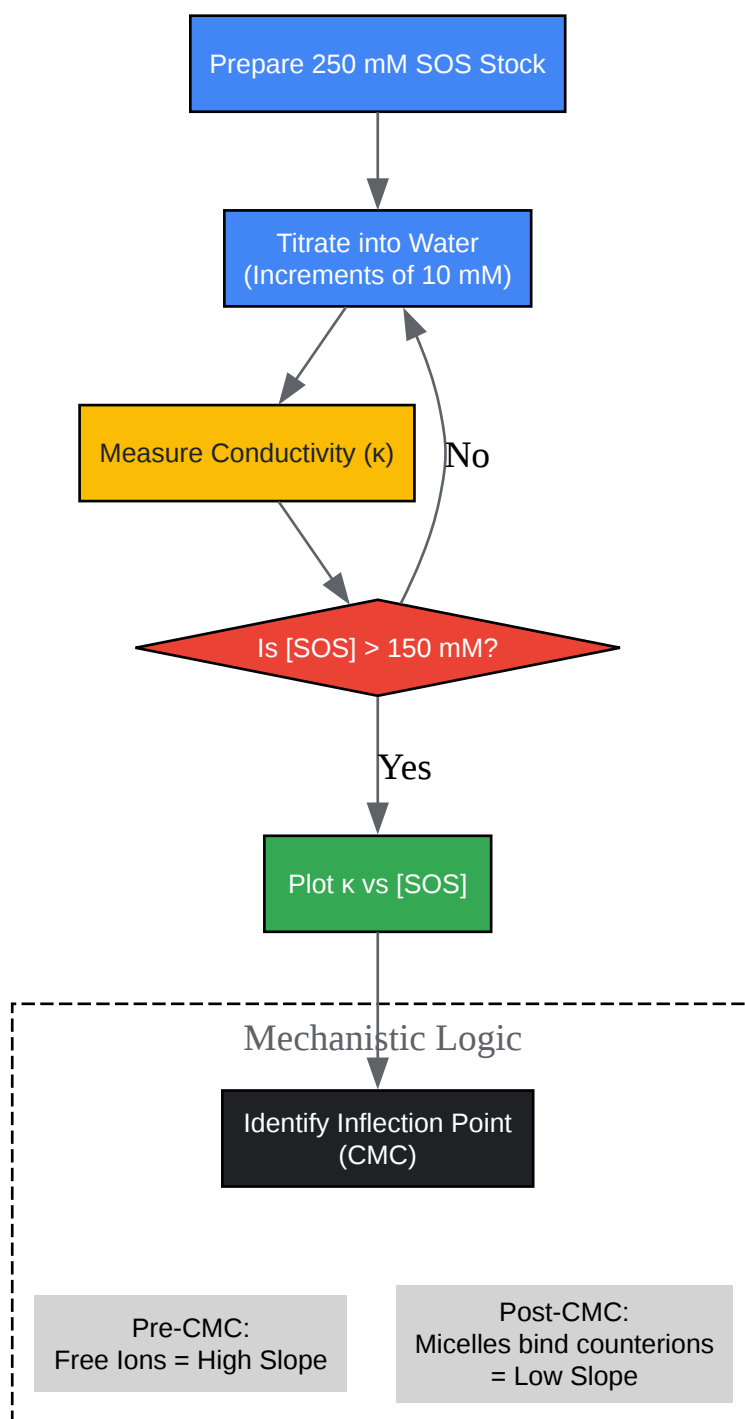 Prepare 250 mM SOS Stock
Titrate into Water
(Increments of 10 mM)
Measure Conductivity (κ)
No
Is [SOS] > 150 mM?
Yes
Plot κ vs [SOS]
Mechanistic Logic
Identify Inflection Point
(CMC)
Pre-CMC:
Free Ions = High Slope
Post-CMC:
Micelles bind counterions
= Low Slope